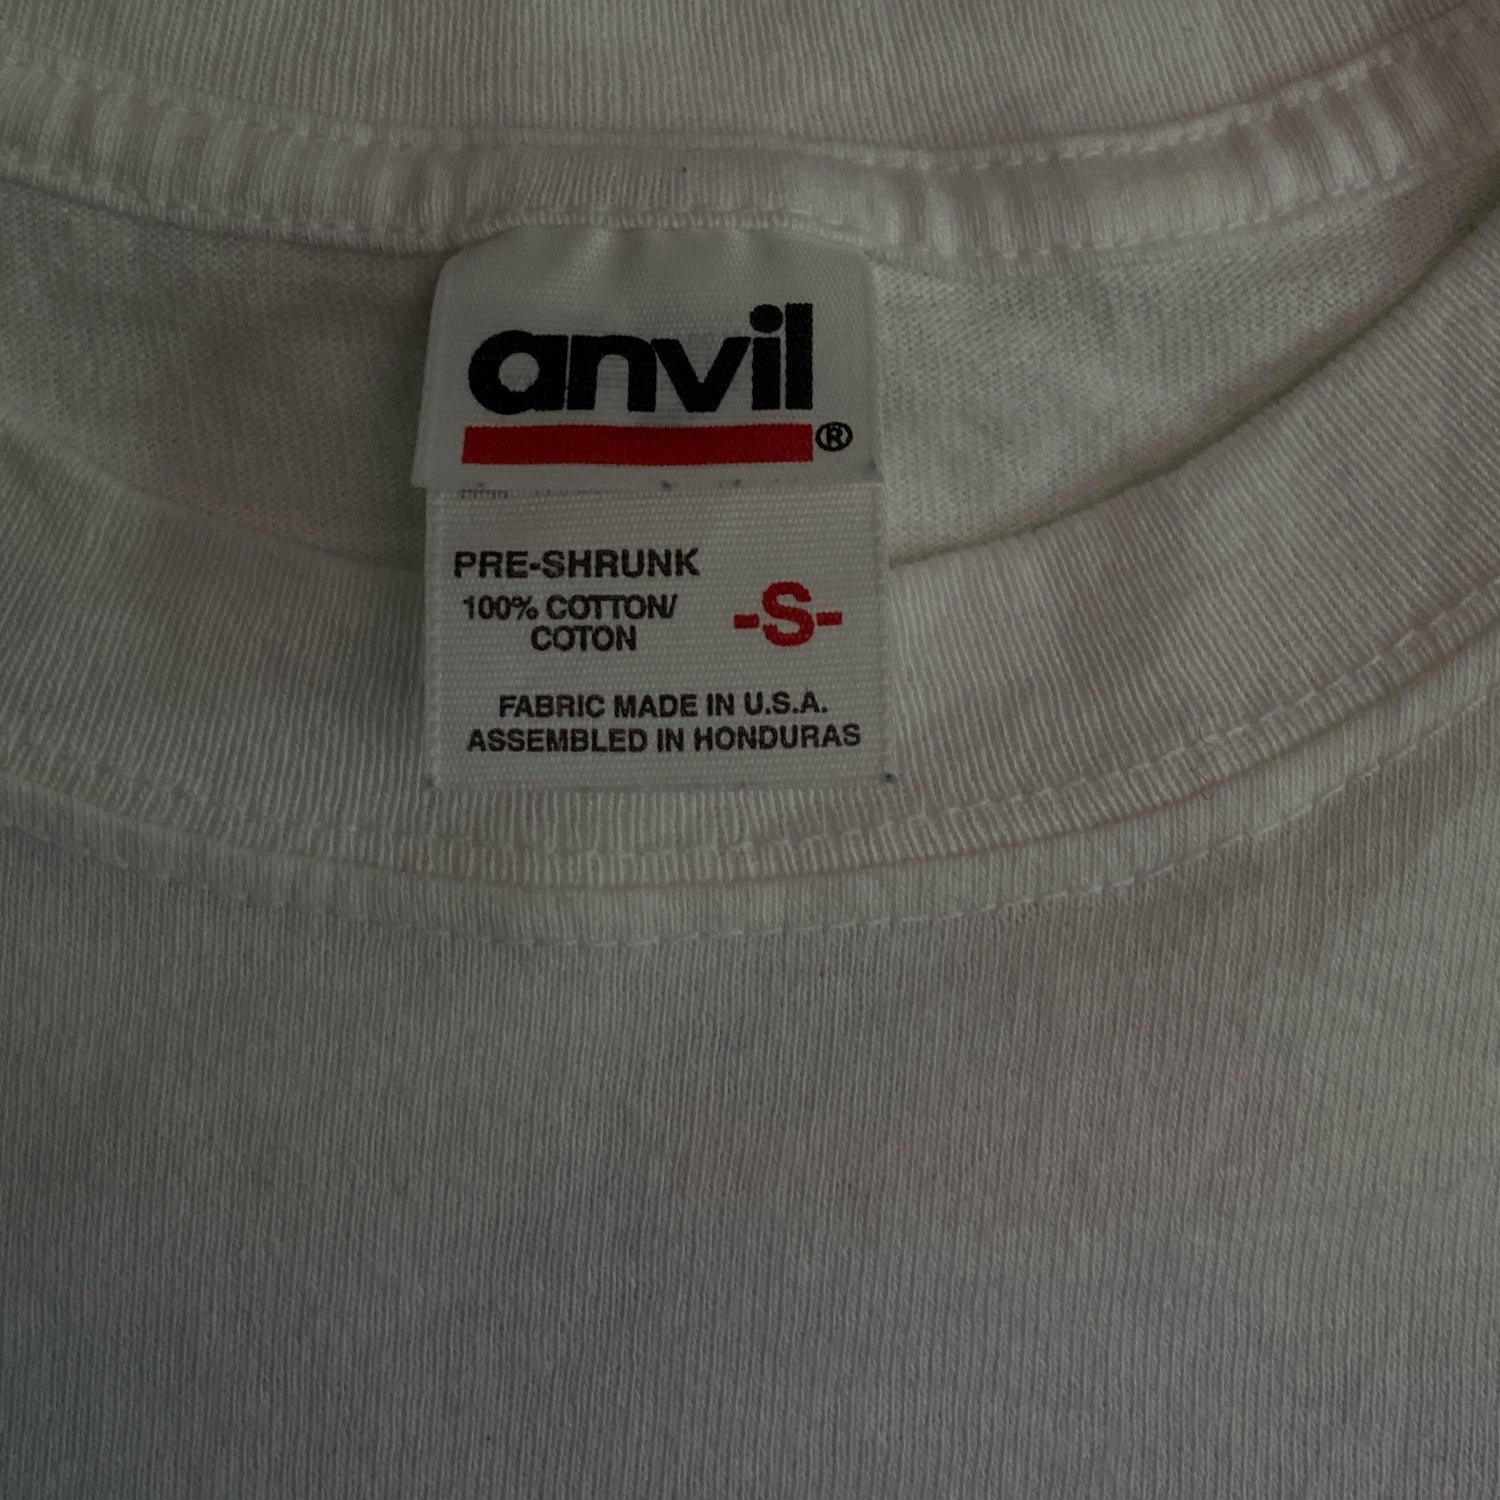 anvil®
PRE-SHRUNK
100% COTTON/
COTON
-S-
FABRIC MADE IN U.S.A.
ASSEMBLED IN HONDURAS